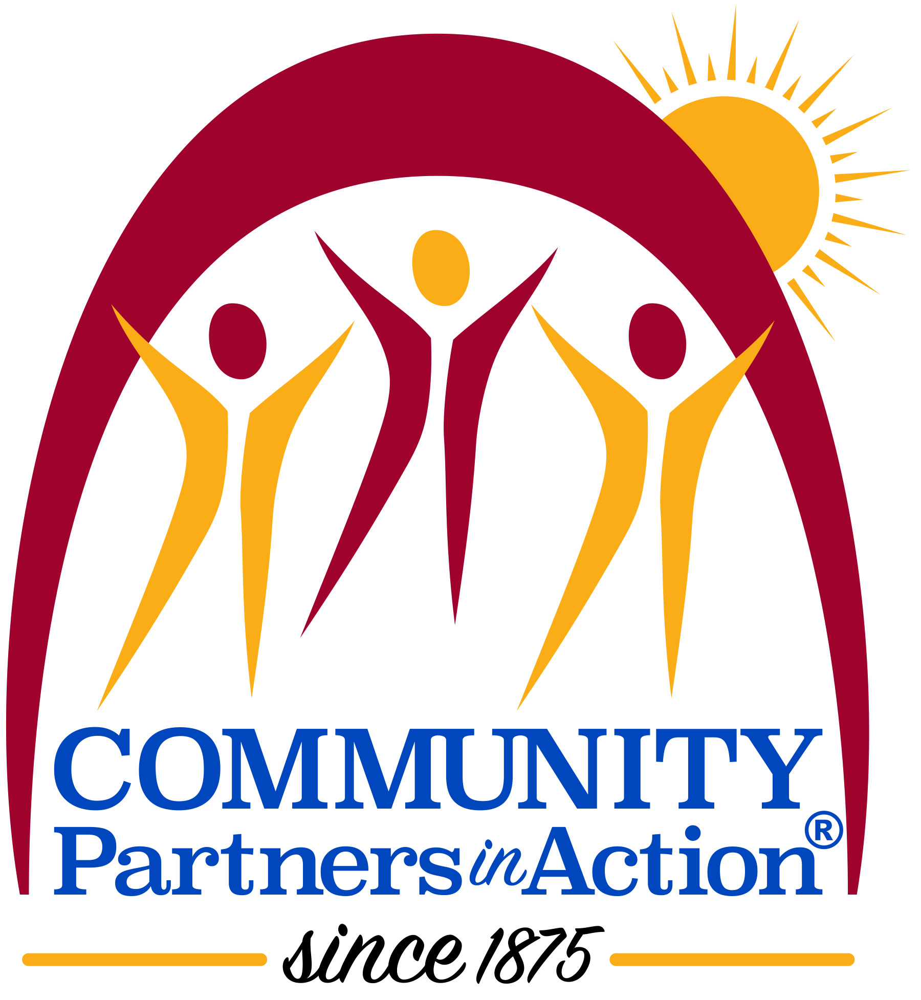 COMMUNITY
Partners in Action®
since 1875